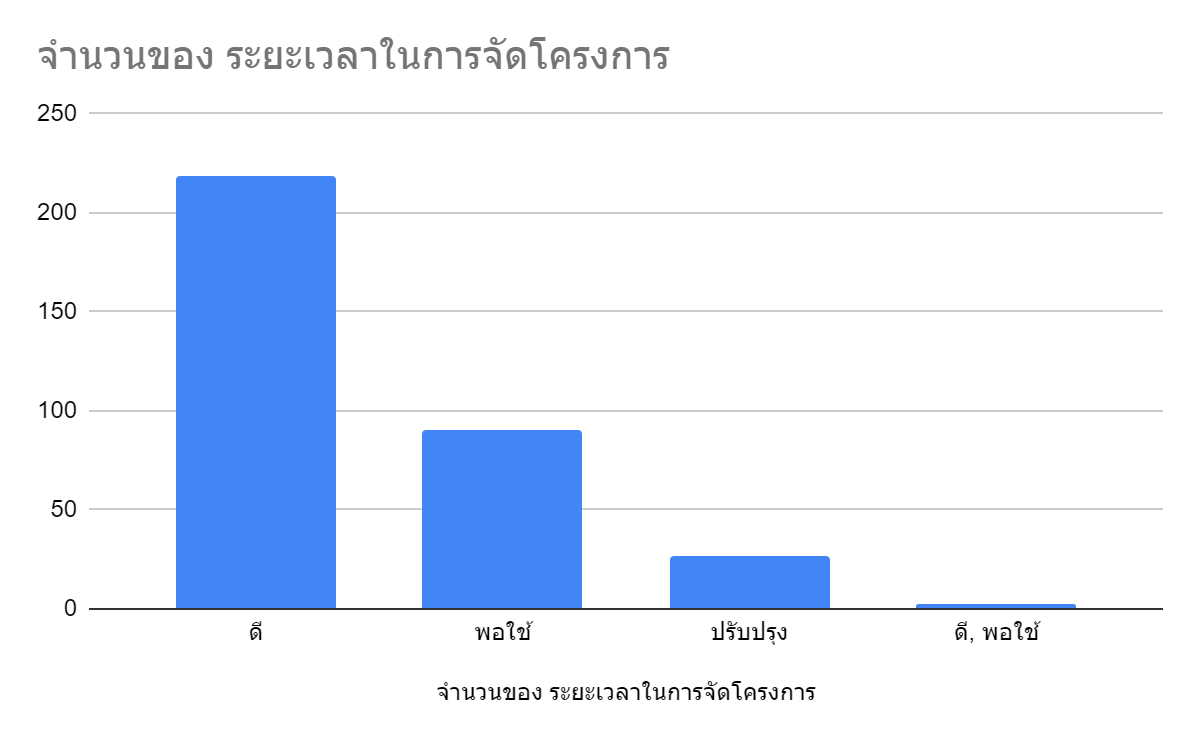 จำนวนของ ระยะเวลาในการจัดโครงการ
250
200
150
100
50
0
ดี
พอใช้
ปรับปรุง
ดี, พอใช้
จำนวนของ ระยะเวลาในการจัดโครงการ